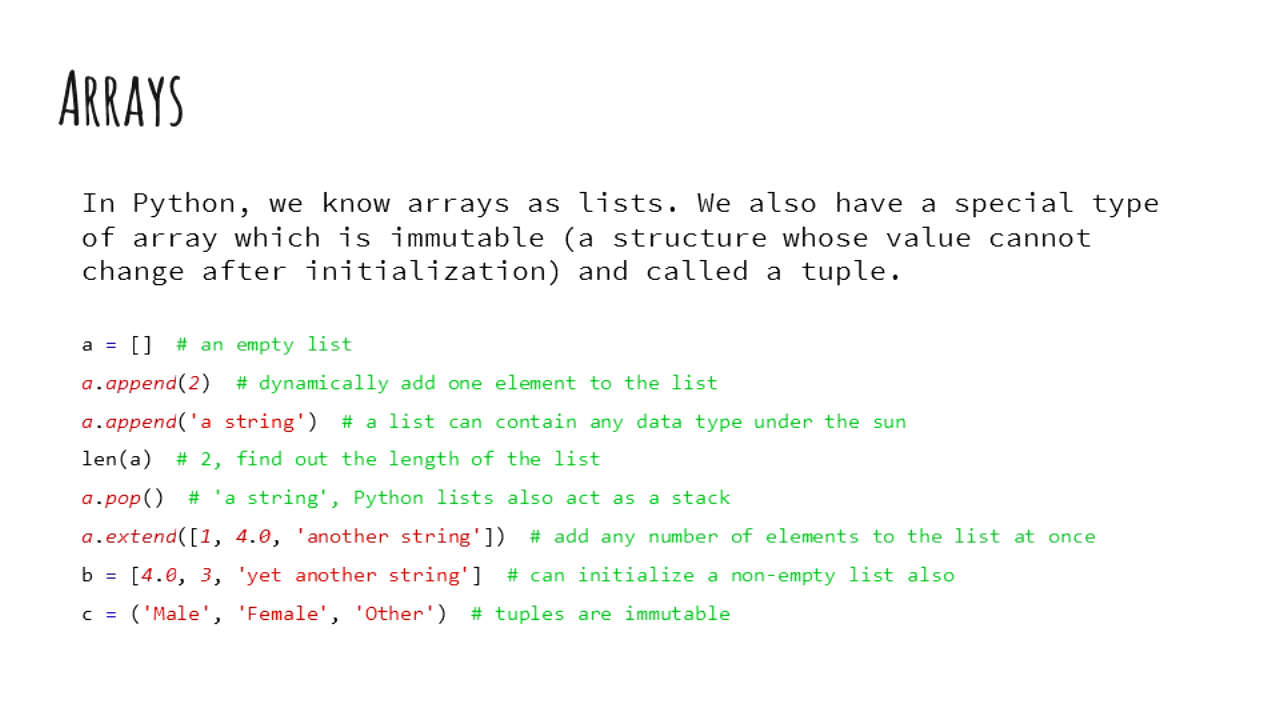 Arrays
In Python, we know arrays as lists. We also have a special type
of array which is immutable (a structure whose value cannot
change after initialization) and called a tuple.
a = []  # an empty list
a.append(2)  # dynamically add one element to the list
a.append('a string')  # a list can contain any data type under the sun
len(a)  # 2, find out the length of the list
a.pop()  # 'a string', Python lists also act as a stack
a.extend([1, 4.0, 'another string'])  # add any number of elements to the list at once
b = [4.0, 3, 'yet another string']  # can initialize a non-empty list also
c = ('Male', 'Female', 'Other')  # tuples are immutable